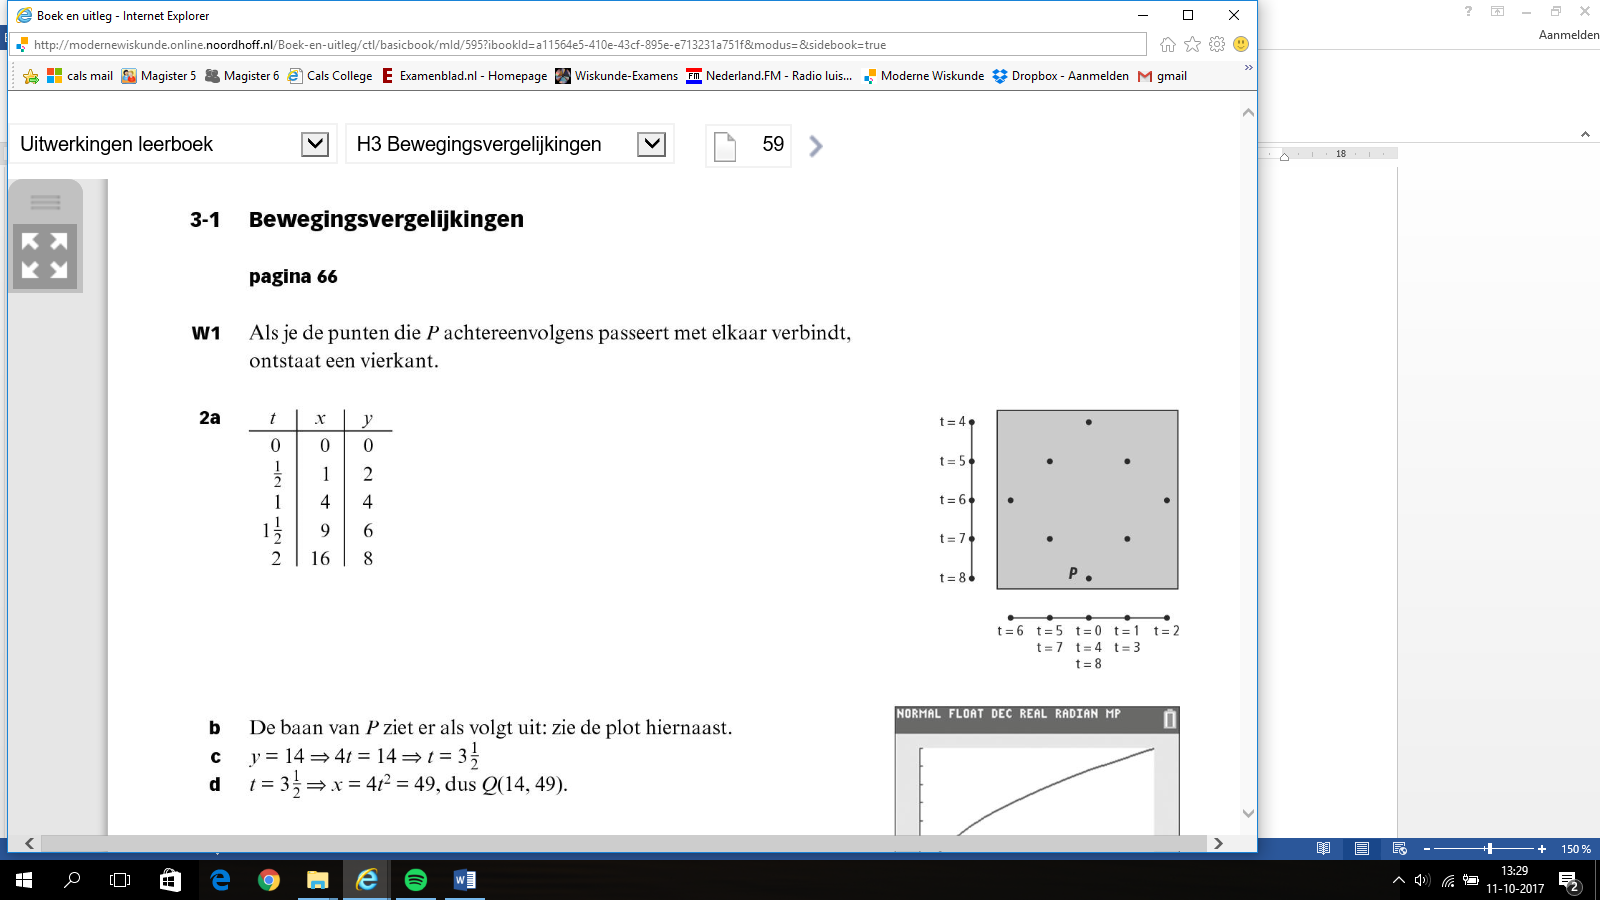 Boek en uitleg - Internet Explorer
? 
Aanmelden
http://modernewiskunde.online.noordhoff.nl/Boek-en-uitleg/ctl/basicbook/mld/595?ibookId=a11564e5-410e-43cf-895e-e713231a751f&modus=&sidebook=true
cals mail Magister 5 Magister 6 Cals College Examenblad.nl - Homepage Wiskunde-Examens Nederland.FM - Radio luis... Moderne Wiskunde Dropbox - Aanmelden gmail »
Uitwerkingen leerboek H3 Bewegingsvergelijkingen 59
18
3-1 Bewegingsvergelijkingen
pagina 66
W1 Als je de punten die P achtereenvolgens passeert met elkaar verbindt,
ontstaat een vierkant.
2a t x y
0 0 0
1/2 1 2
1 4 4
1 1/2 9 6
2 16 8
t = 4
t = 5
t = 6
t = 7
t = 8
P
t = 6 t = 5 t = 0 t = 1 t = 2
t = 7 t = 4 t = 3
t = 8
b De baan van P ziet er als volgt uit: zie de plot hiernaast.
c y = 14 ⇒ 4t = 14 ⇒ t = 3 1/2
d t = 3 1/2 ⇒ x = 4t² = 49, dus Q(14, 49).
NORMAL FLOAT DEC REAL RADIAN MP
150 %
13:29
11-10-2017
2